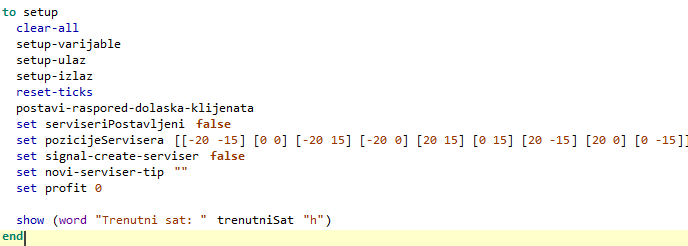 to setup
clear-all
setup-varijable
setup-ulaz
setup-izlaz
reset-ticks
postavi-raspored-dolaska-klijenata
set serviseriPostavljeni false
set pozicijeServisera [[-20 -15] [0 0] [-20 15] [-20 0] [20 15] [0 15] [20 -15] [20 0] [0 -15]]
set signal-create-serviser false
set novi-serviser-tip ""
set profit 0
show (word "Trenutni sat: " trenutniSat "h")
end